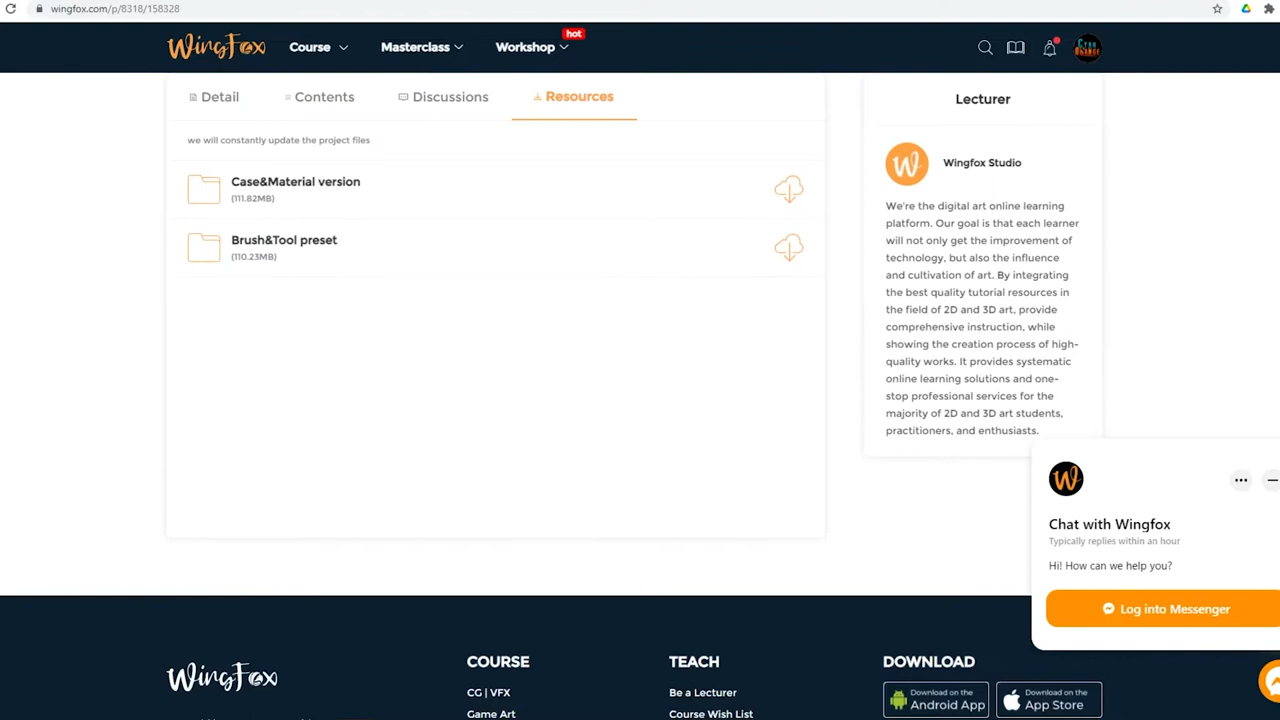 wingfox.com/p/8318/158328
WingFox
Course
Masterclass
Workshop
hot
Detail
Contents
Discussions
Resources
we will constantly update the project files
Case&Material version
(111.82MB)
Brush&Tool preset
(110.23MB)
Lecturer
W
Wingfox Studio
We're the digital art online learning
platform. Our goal is that each learner
will not only get the improvement of
technology, but also the influence
and cultivation of art. By integrating
the best quality tutorial resources in
the field of 2D and 3D art, provide
comprehensive instruction, while
showing the creation process of high-
quality works. It provides systematic
online learning solutions and one-
stop professional services for the
majority of 2D and 3D art students,
practitioners, and enthusiasts.
W
Chat with Wingfox
Typically replies within an hour
Hi! How can we help you?
Log into Messenger
WingFox
COURSE
CG | VFX
Game Art
TEACH
Be a Lecturer
Course Wish List
DOWNLOAD
Download on the
Android App
Download on the
App Store